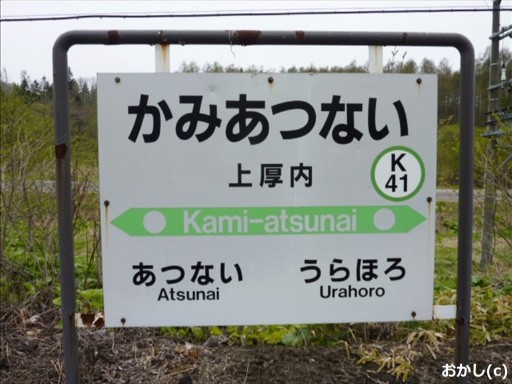 かみあつない
上厚内
K
41
Kami-atsunai
あつない うらほろ
Atsunai Urahoro
おかし(c)